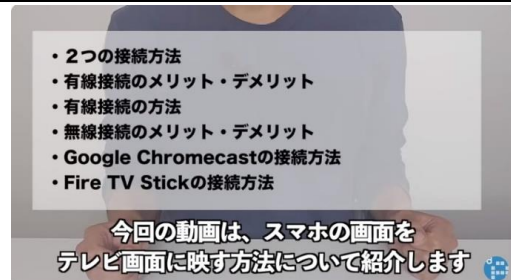 ・２つの接続方法
・有線接続のメリット・デメリット
・有線接続の方法
・無線接続のメリット・デメリット
・Google Chromecastの接続方法
・Fire TV Stickの接続方法
今回の動画は、スマホの画面を
テレビ画面に映す方法について紹介します